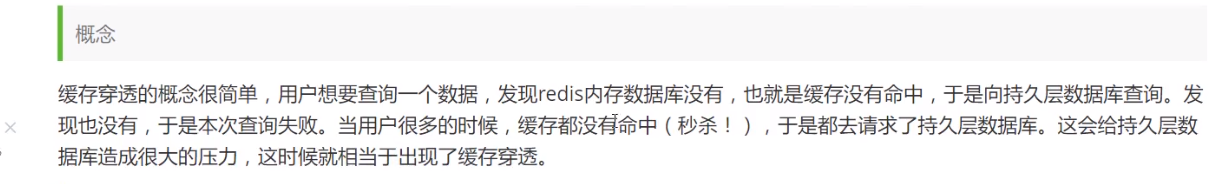 概念
缓存穿透的概念很简单，用户想要查询一个数据，发现redis内存数据库没有，也就是缓存没有命中，于是向持久层数据库查询。发
现也没有，于是本次查询失败。当用户很多的时候，缓存都没有命中（秒杀！），于是都去请求了持久层数据库。这会给持久层数
据库造成很大的压力，这时候就相当于出现了缓存穿透。